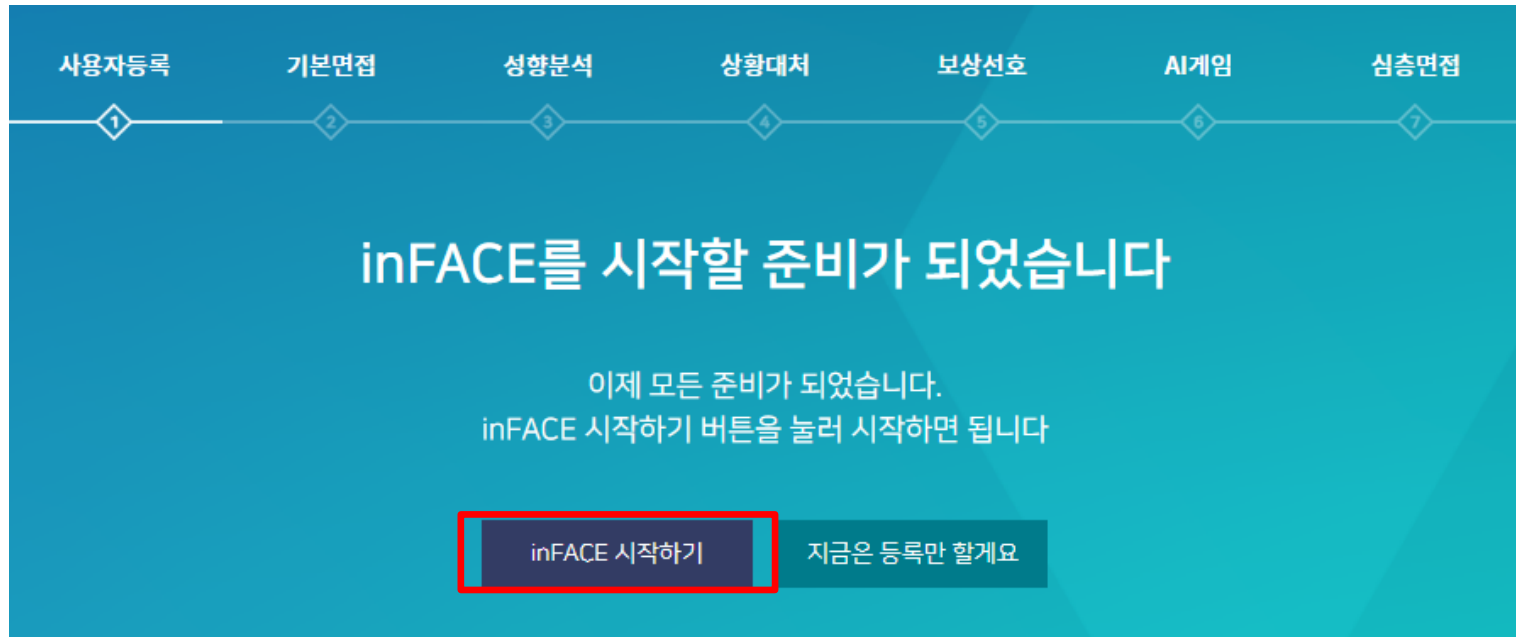 사용자등록 기본면접 성향분석 상황대처 보상선호 AI게임 심층면접
1 2 3 4 5 6 7
inFACE를 시작할 준비가 되었습니다
이제 모든 준비가 되었습니다.
inFACE 시작하기 버튼을 눌러 시작하면 됩니다
inFACE 시작하기 지금은 등록만 할게요